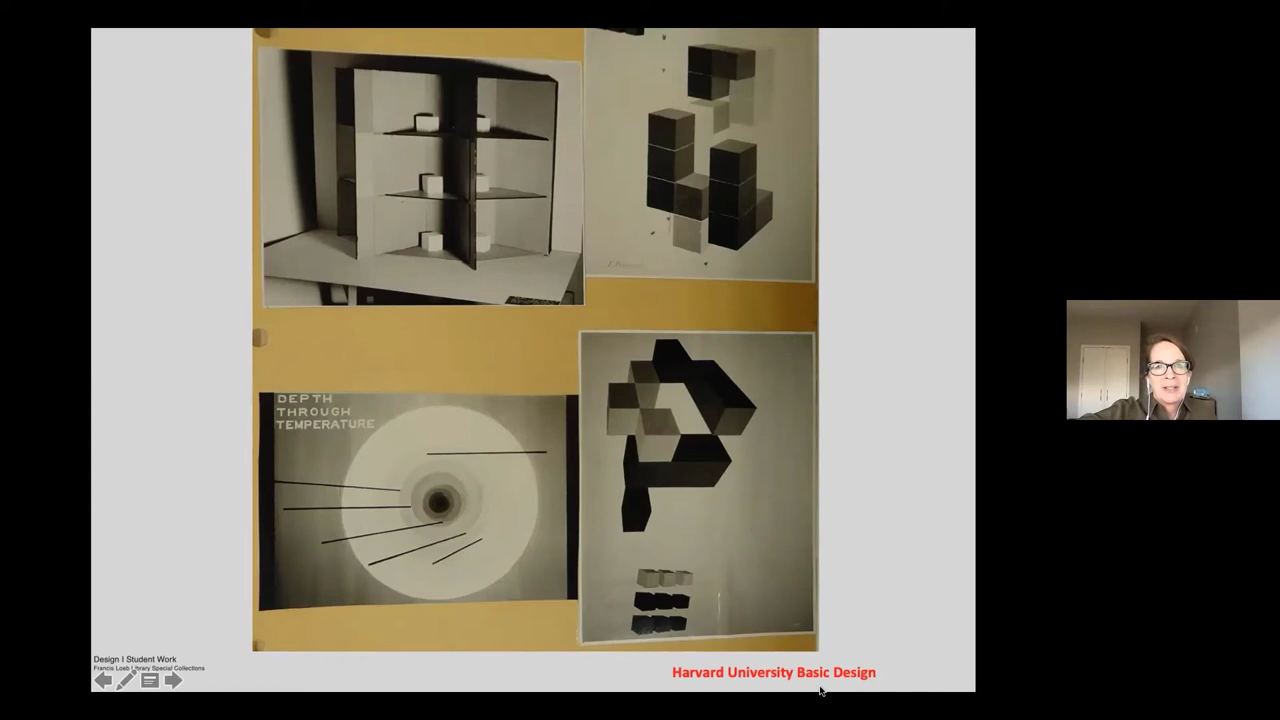 DEPTH
THROUGH
TEMPERATURE
Design I Student Work
Francis Loeb Library Special Collections
Harvard University Basic Design